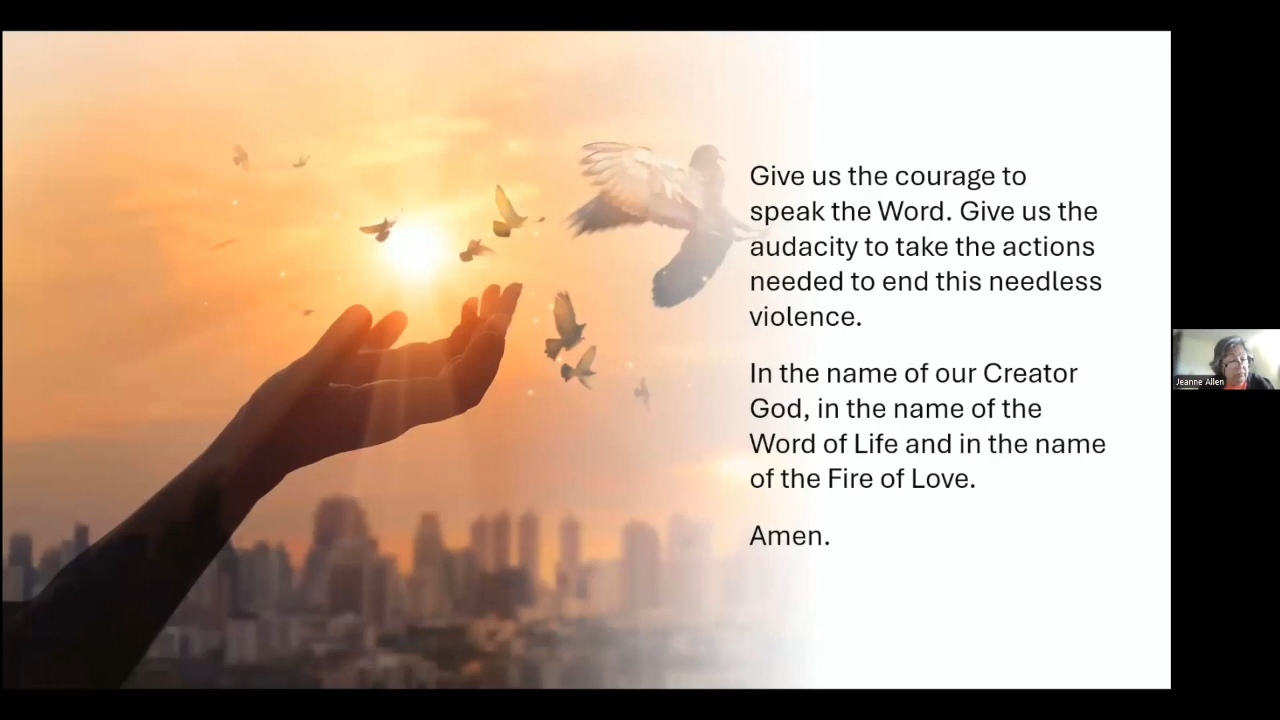 Give us the courage to
speak the Word. Give us the
audacity to take the actions
needed to end this needless
violence.
In the name of our Creator
God, in the name of the
Word of Life and in the name
of the Fire of Love.
Amen.
Jeanne Allen